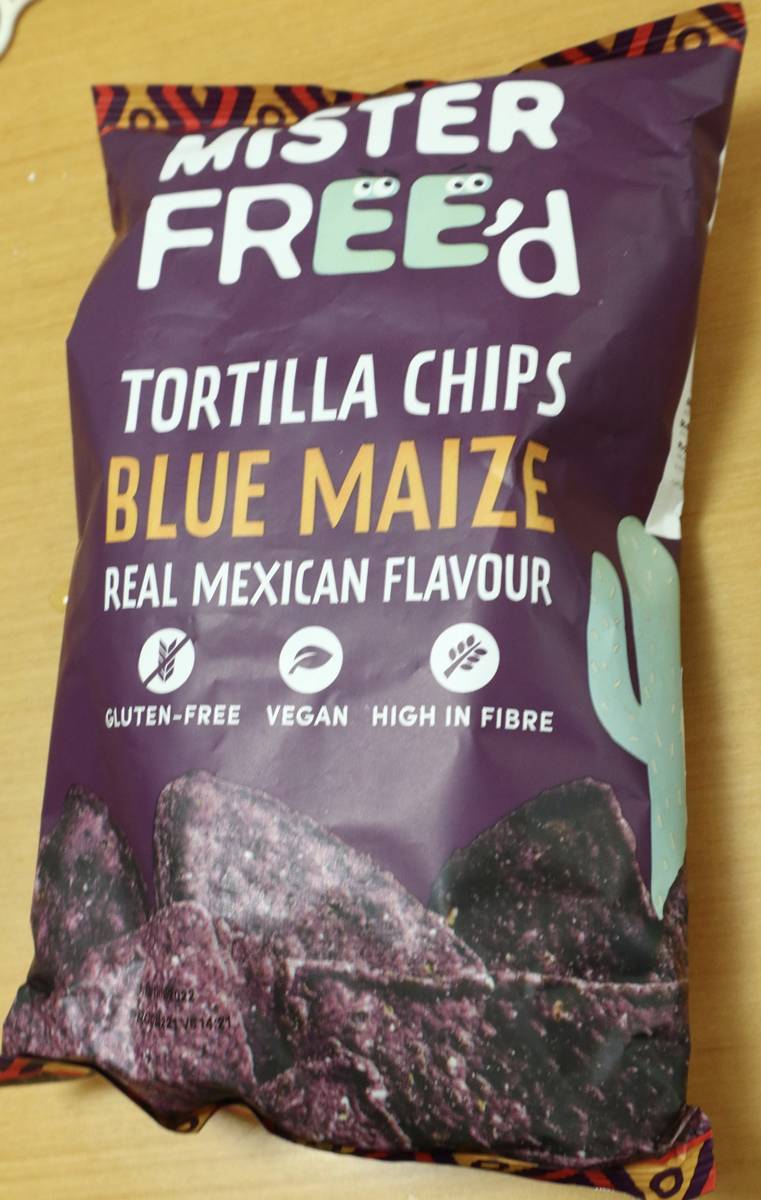 MISTER
FREE'd
TORTILLA CHIPS
BLUE MAIZE
REAL MEXICAN FLAVOUR
GLUTEN-FREE VEGAN HIGH IN FIBRE